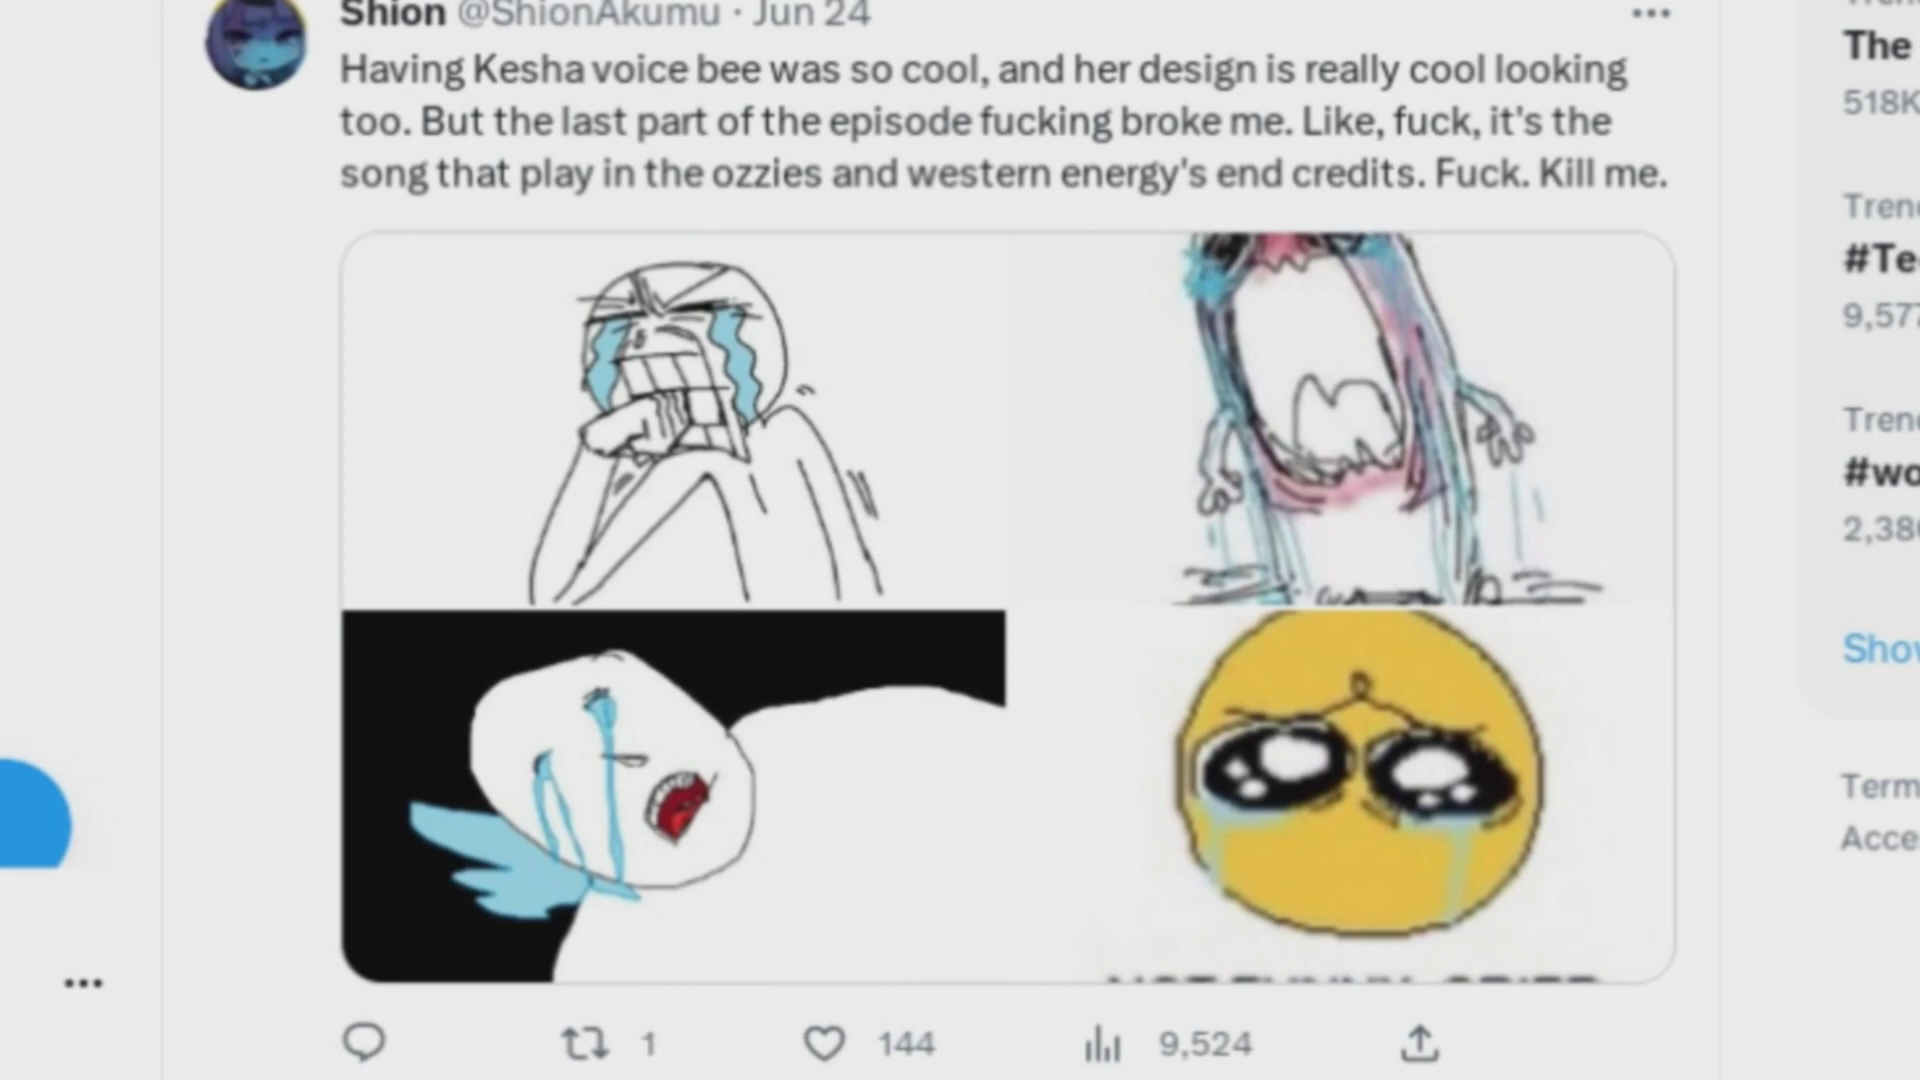 Shion @ShionAkumu · Jun 24
Having Kesha voice bee was so cool, and her design is really cool looking
too. But the last part of the episode fucking broke me. Like, fuck, it's the
song that play in the ozzies and western energy's end credits. Fuck. Kill me.
1 144 9,524
The
518K
#Te
9,577
#wo
2,38
Show
Term
Acce